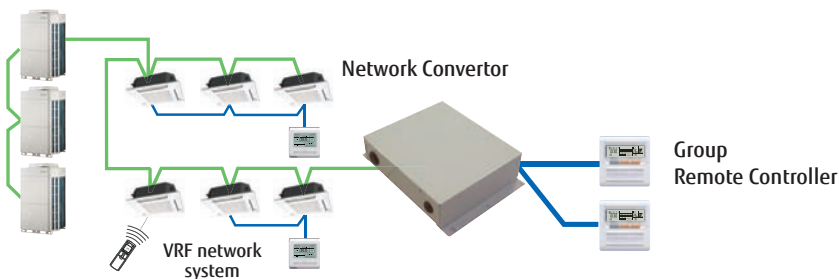 Network Convertor
Group
Remote Controller
VRF network
system